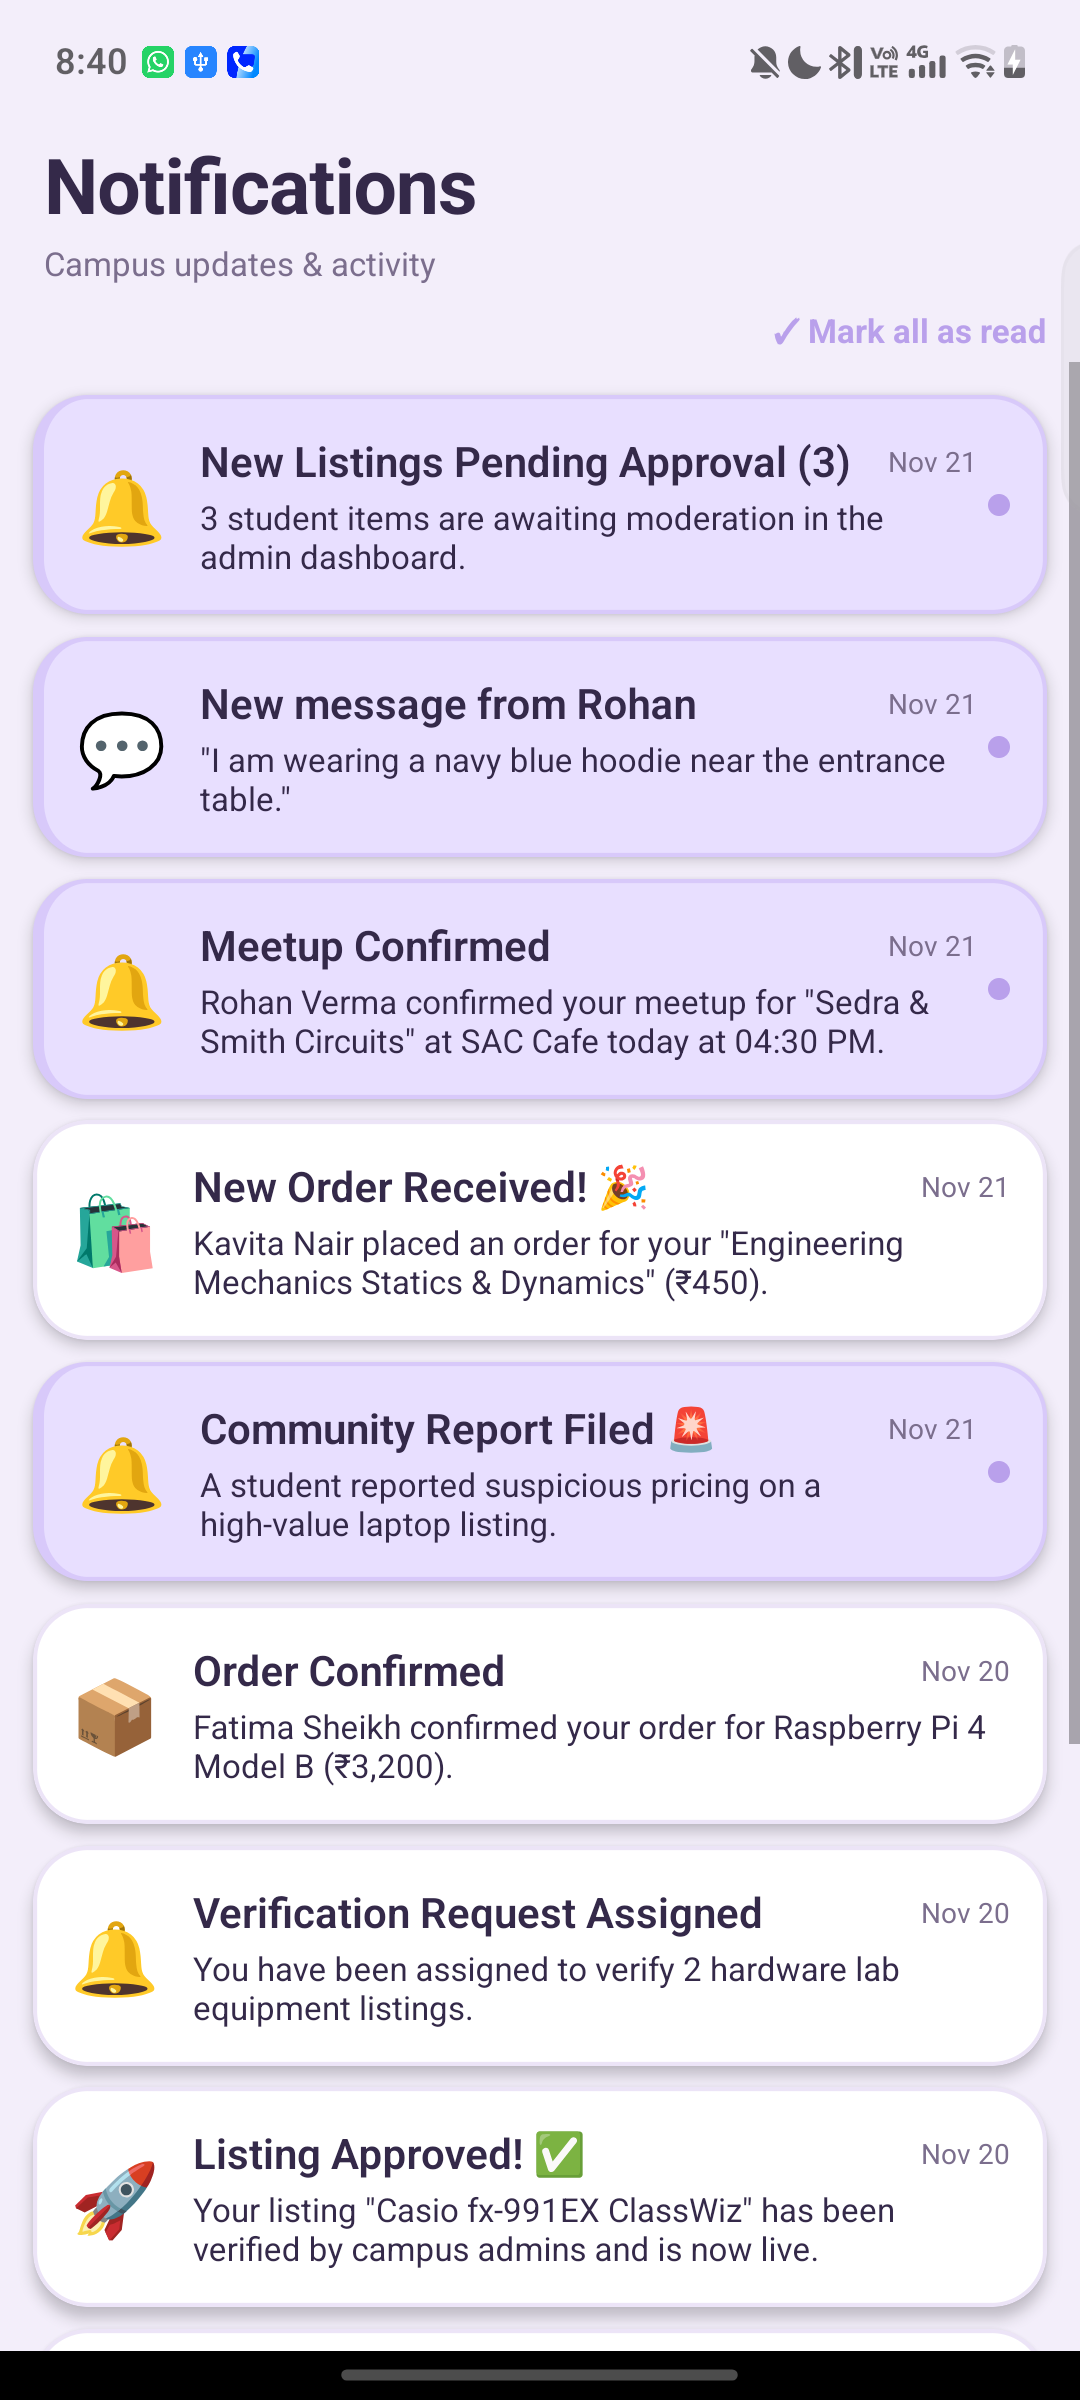 8:40
Vo)) LTE
4G
Notifications
Campus updates & activity
✓ Mark all as read
New Listings Pending Approval (3)
Nov 21
3 student items are awaiting moderation in the
admin dashboard.
New message from Rohan
Nov 21
"I am wearing a navy blue hoodie near the entrance
table."
Meetup Confirmed
Nov 21
Rohan Verma confirmed your meetup for "Sedra &
Smith Circuits" at SAC Cafe today at 04:30 PM.
New Order Received! 🎉
Nov 21
Kavita Nair placed an order for your "Engineering
Mechanics Statics & Dynamics" (₹450).
Community Report Filed 🚨
Nov 21
A student reported suspicious pricing on a
high-value laptop listing.
Order Confirmed
Nov 20
Fatima Sheikh confirmed your order for Raspberry Pi 4
Model B (₹3,200).
Verification Request Assigned
Nov 20
You have been assigned to verify 2 hardware lab
equipment listings.
Listing Approved! ✅
Nov 20
Your listing "Casio fx-991EX ClassWiz" has been
verified by campus admins and is now live.